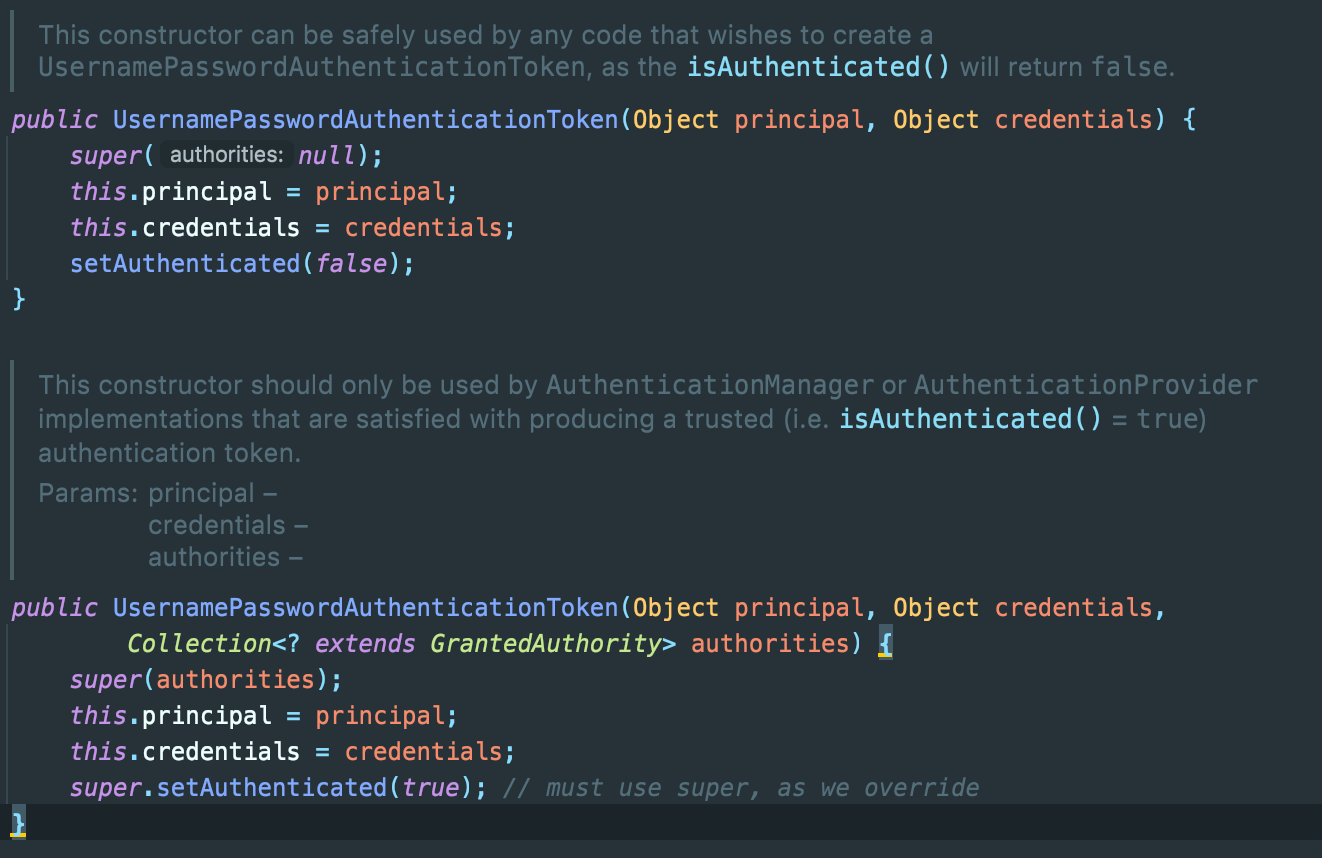 This constructor can be safely used by any code that wishes to create a
UsernamePasswordAuthenticationToken, as the isAuthenticated() will return false.
public UsernamePasswordAuthenticationToken(Object principal, Object credentials) {
super( authorities: null);
this.principal = principal;
this.credentials = credentials;
setAuthenticated(false);
}
This constructor should only be used by AuthenticationManager or AuthenticationProvider
implementations that are satisfied with producing a trusted (i.e. isAuthenticated() = true)
authentication token.
Params: principal –
credentials –
authorities –
public UsernamePasswordAuthenticationToken(Object principal, Object credentials,
Collection<? extends GrantedAuthority> authorities) {
super(authorities);
this.principal = principal;
this.credentials = credentials;
super.setAuthenticated(true); // must use super, as we override
}